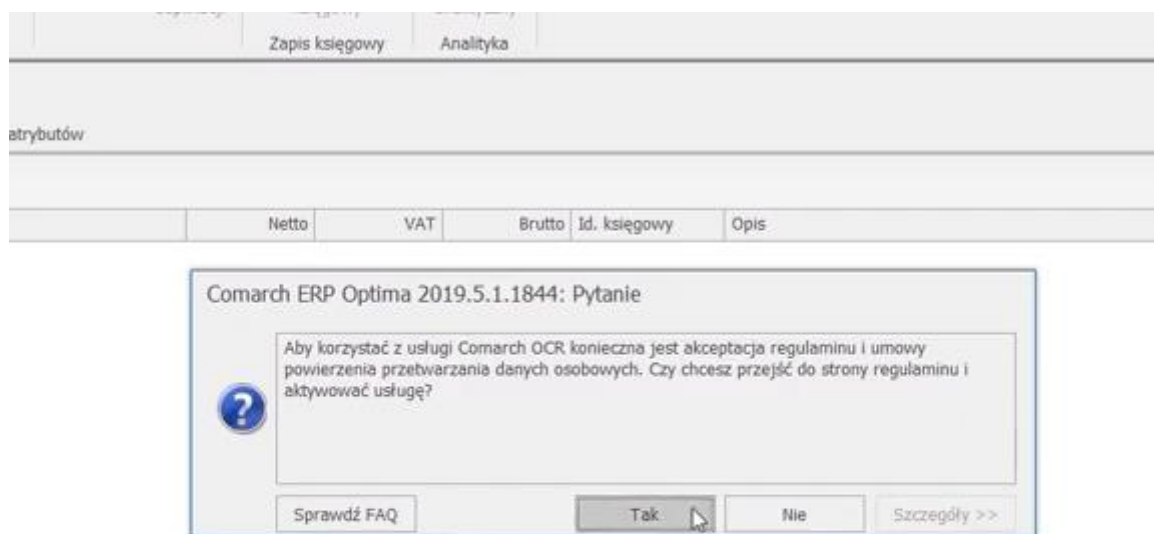 Zapis księgowy Analityka
atrybutów
Netto VAT Brutto Id. księgowy Opis
Comarch ERP Optima 2019.5.1.1844: Pytanie
Aby korzystać z usługi Comarch OCR konieczna jest akceptacja regulaminu i umowy
powierzenia przetwarzania danych osobowych. Czy chcesz przejść do strony regulaminu i
aktywować usługę?
Sprawdź FAQ Tak Nie Szczegóły >>